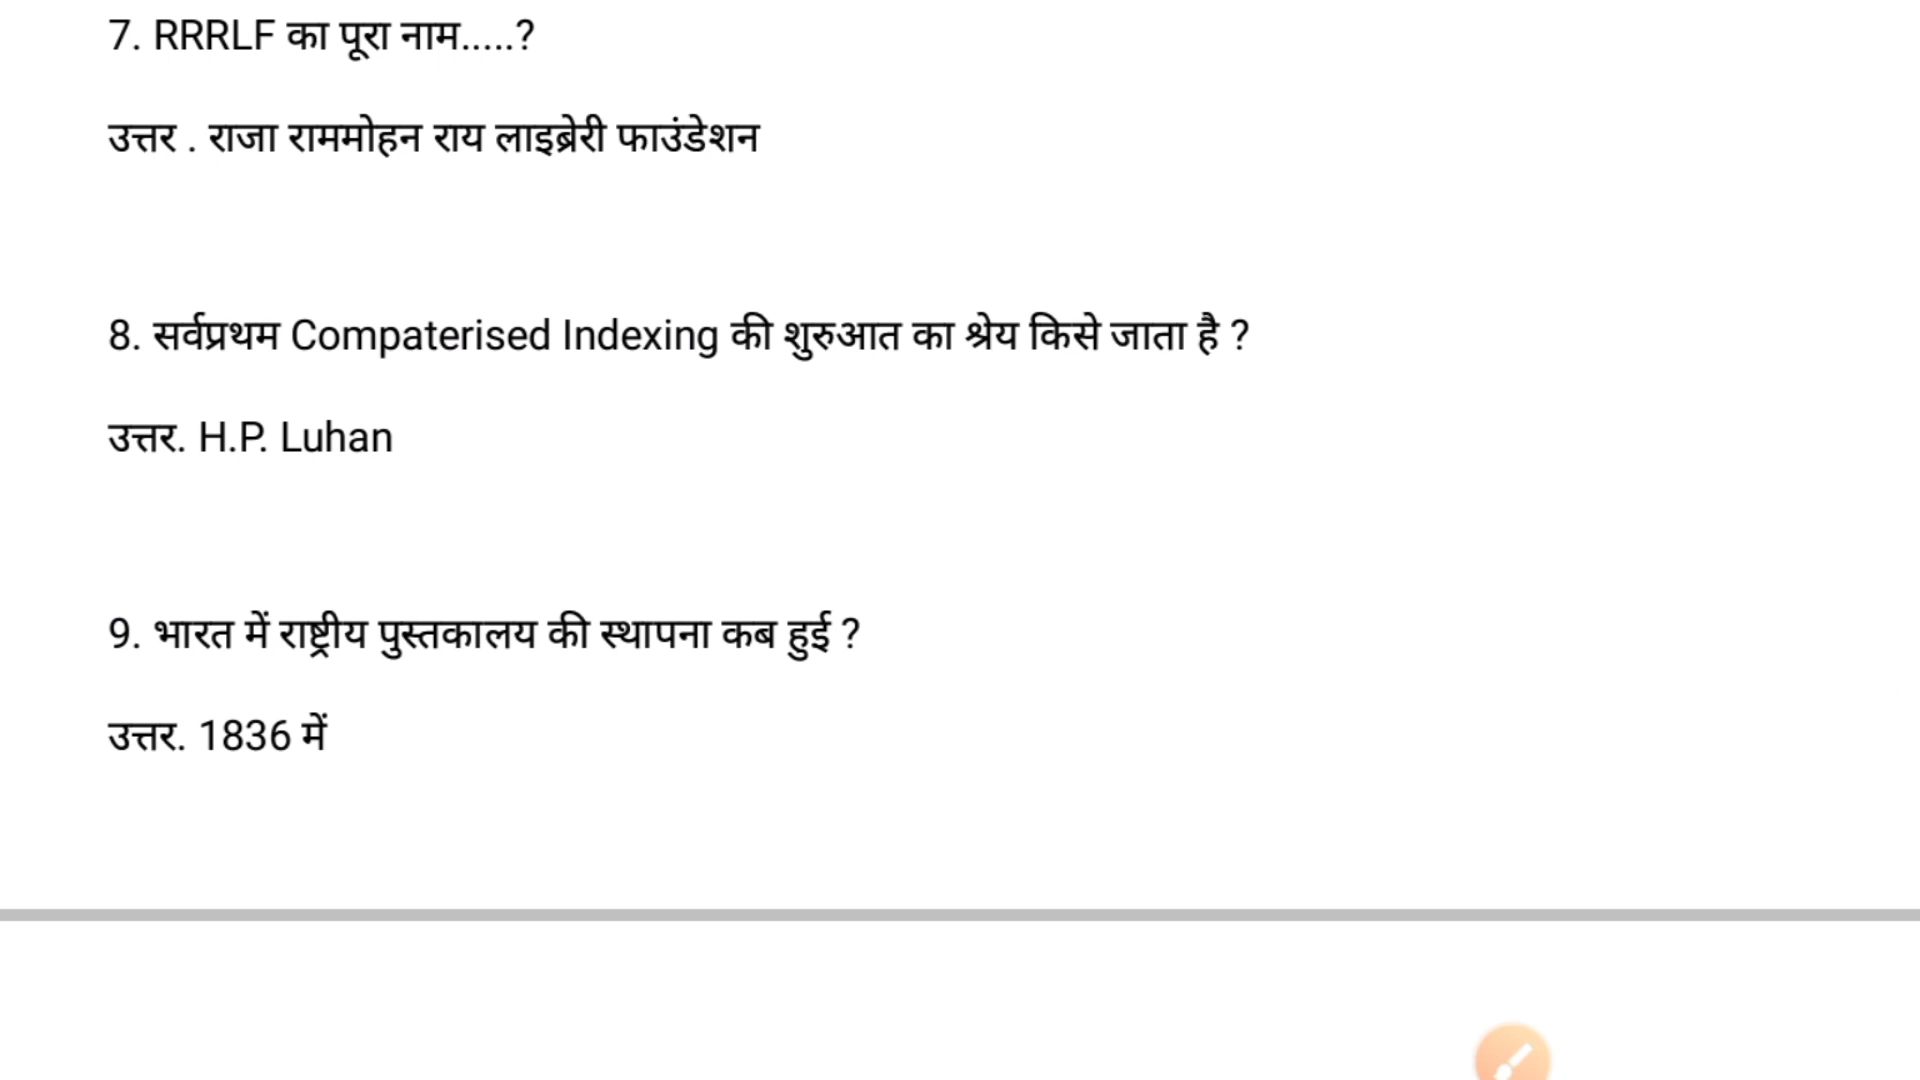 7. RRRLF का पूरा नाम.....?
उत्तर . राजा राममोहन राय लाइब्रेरी फाउंडेशन
8. सर्वप्रथम Compaterised Indexing की शुरुआत का श्रेय किसे जाता है ?
उत्तर. H.P. Luhan
9. भारत में राष्ट्रीय पुस्तकालय की स्थापना कब हुई ?
उत्तर. 1836 में